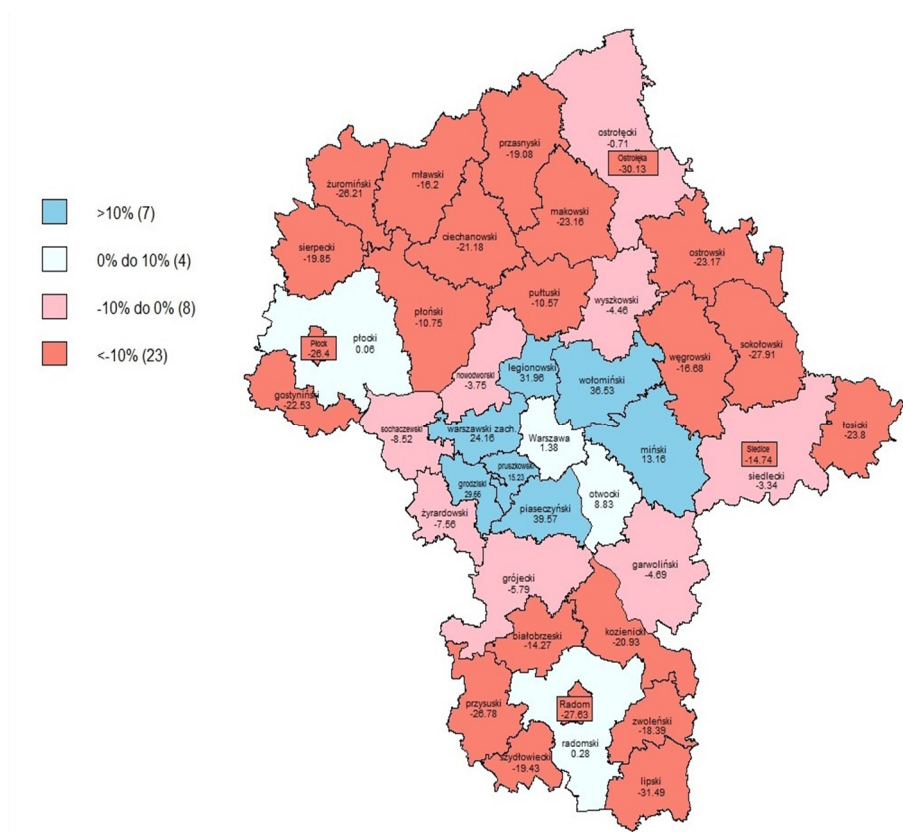 >10% (7)
0% do 10% (4)
-10% do 0% (8)
<-10% (23)
ostrołęcki
-0.71
Ostrołęka
-30.13
przasnyski
-19.08
mławski
-16.2
żuromiński
-26.21
makowski
-23.16
ciechanowski
-21.18
sierpecki
-19.85
ostrowski
-23.17
pułtuski
-10.57
wyszkowski
-4.46
płoński
-10.75
płocki
0.06
Płock
-26.4
sokołowski
-27.91
węgrowski
-16.68
legionowski
31.96
nowodworski
-3.75
wołomiński
36.53
gostyniński
-22.53
sochaczewski
-8.52
warszawski zach.
24.16
Warszawa
1.38
miński
13.16
łosicki
-23.8
Siedlce
-14.74
siedlecki
-3.34
pruszkowski
15.23
grodziski
29.66
otwocki
8.83
piaseczyński
39.57
żyrardowski
-7.56
garwoliński
-4.69
grójecki
-5.79
białobrzeski
-14.27
kozienicki
-20.93
przysuski
-26.78
Radom
-27.63
zwoleński
-18.39
radomski
0.28
szydłowiecki
-19.43
lipski
-31.49